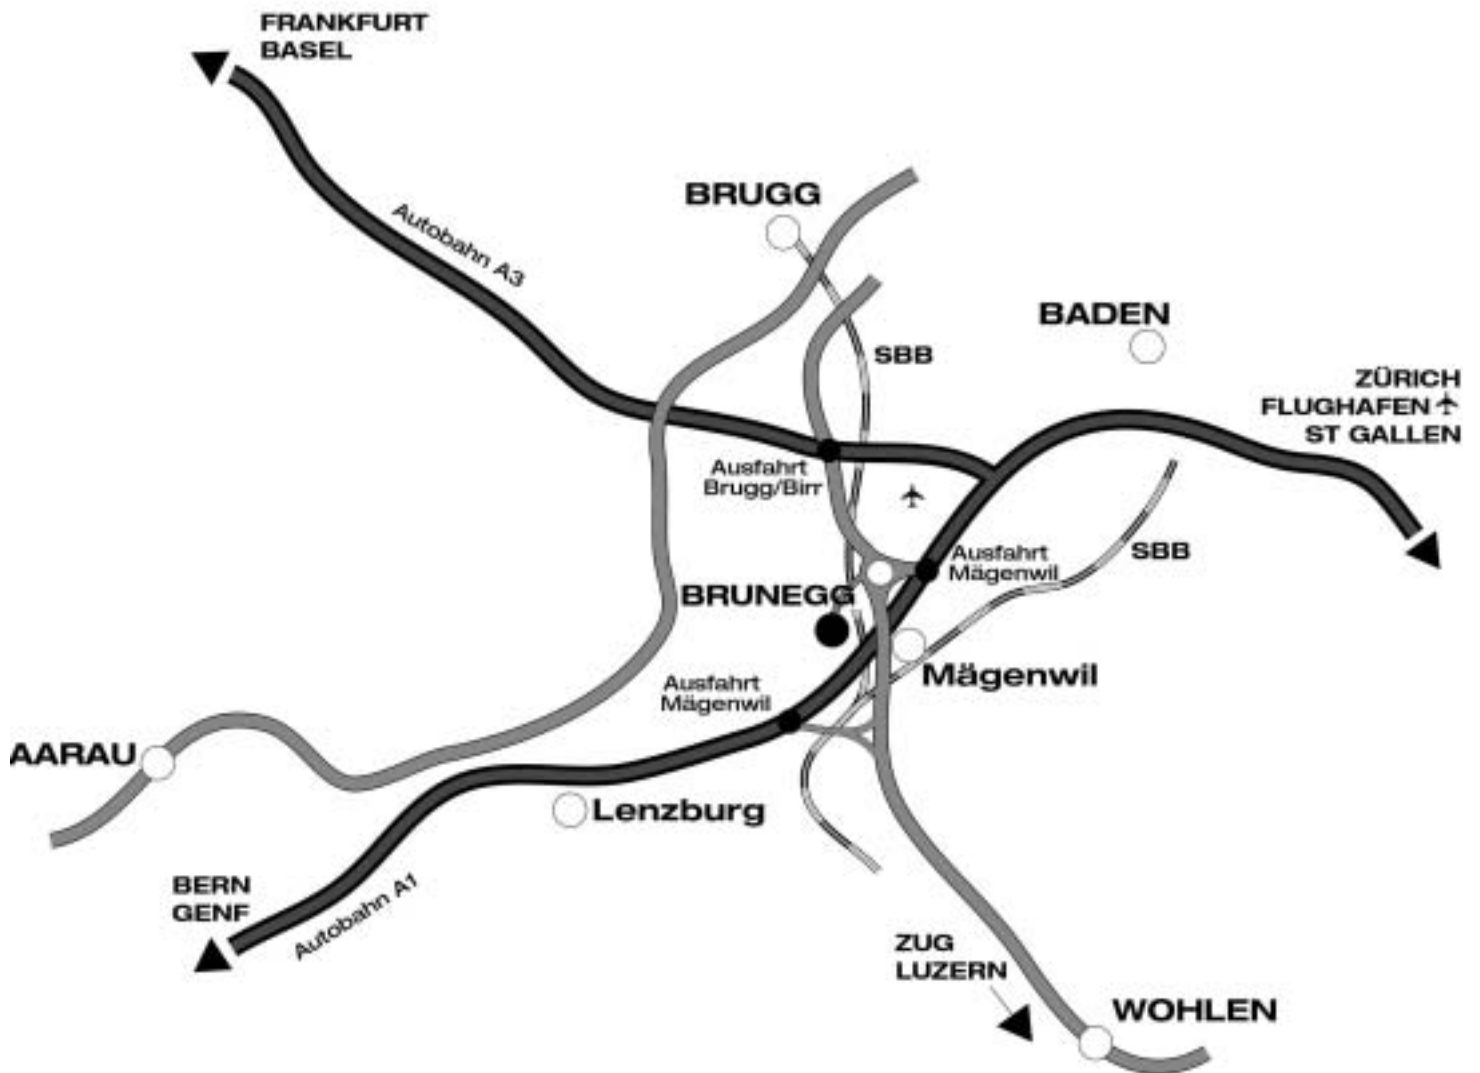 FRANKFURT
BASEL
BRUGG
Autobahn A3
BADEN
SBB
ZÜRICH
FLUGHAFEN
ST GALLEN
Ausfahrt
Brugg/Birr
SBB
Ausfahrt
Mägenwil
BRUNEGG
Mägenwil
Ausfahrt
Mägenwil
AARAU
Lenzburg
BERN
GENF
Autobahn A1
ZUG
LUZERN
WOHLEN